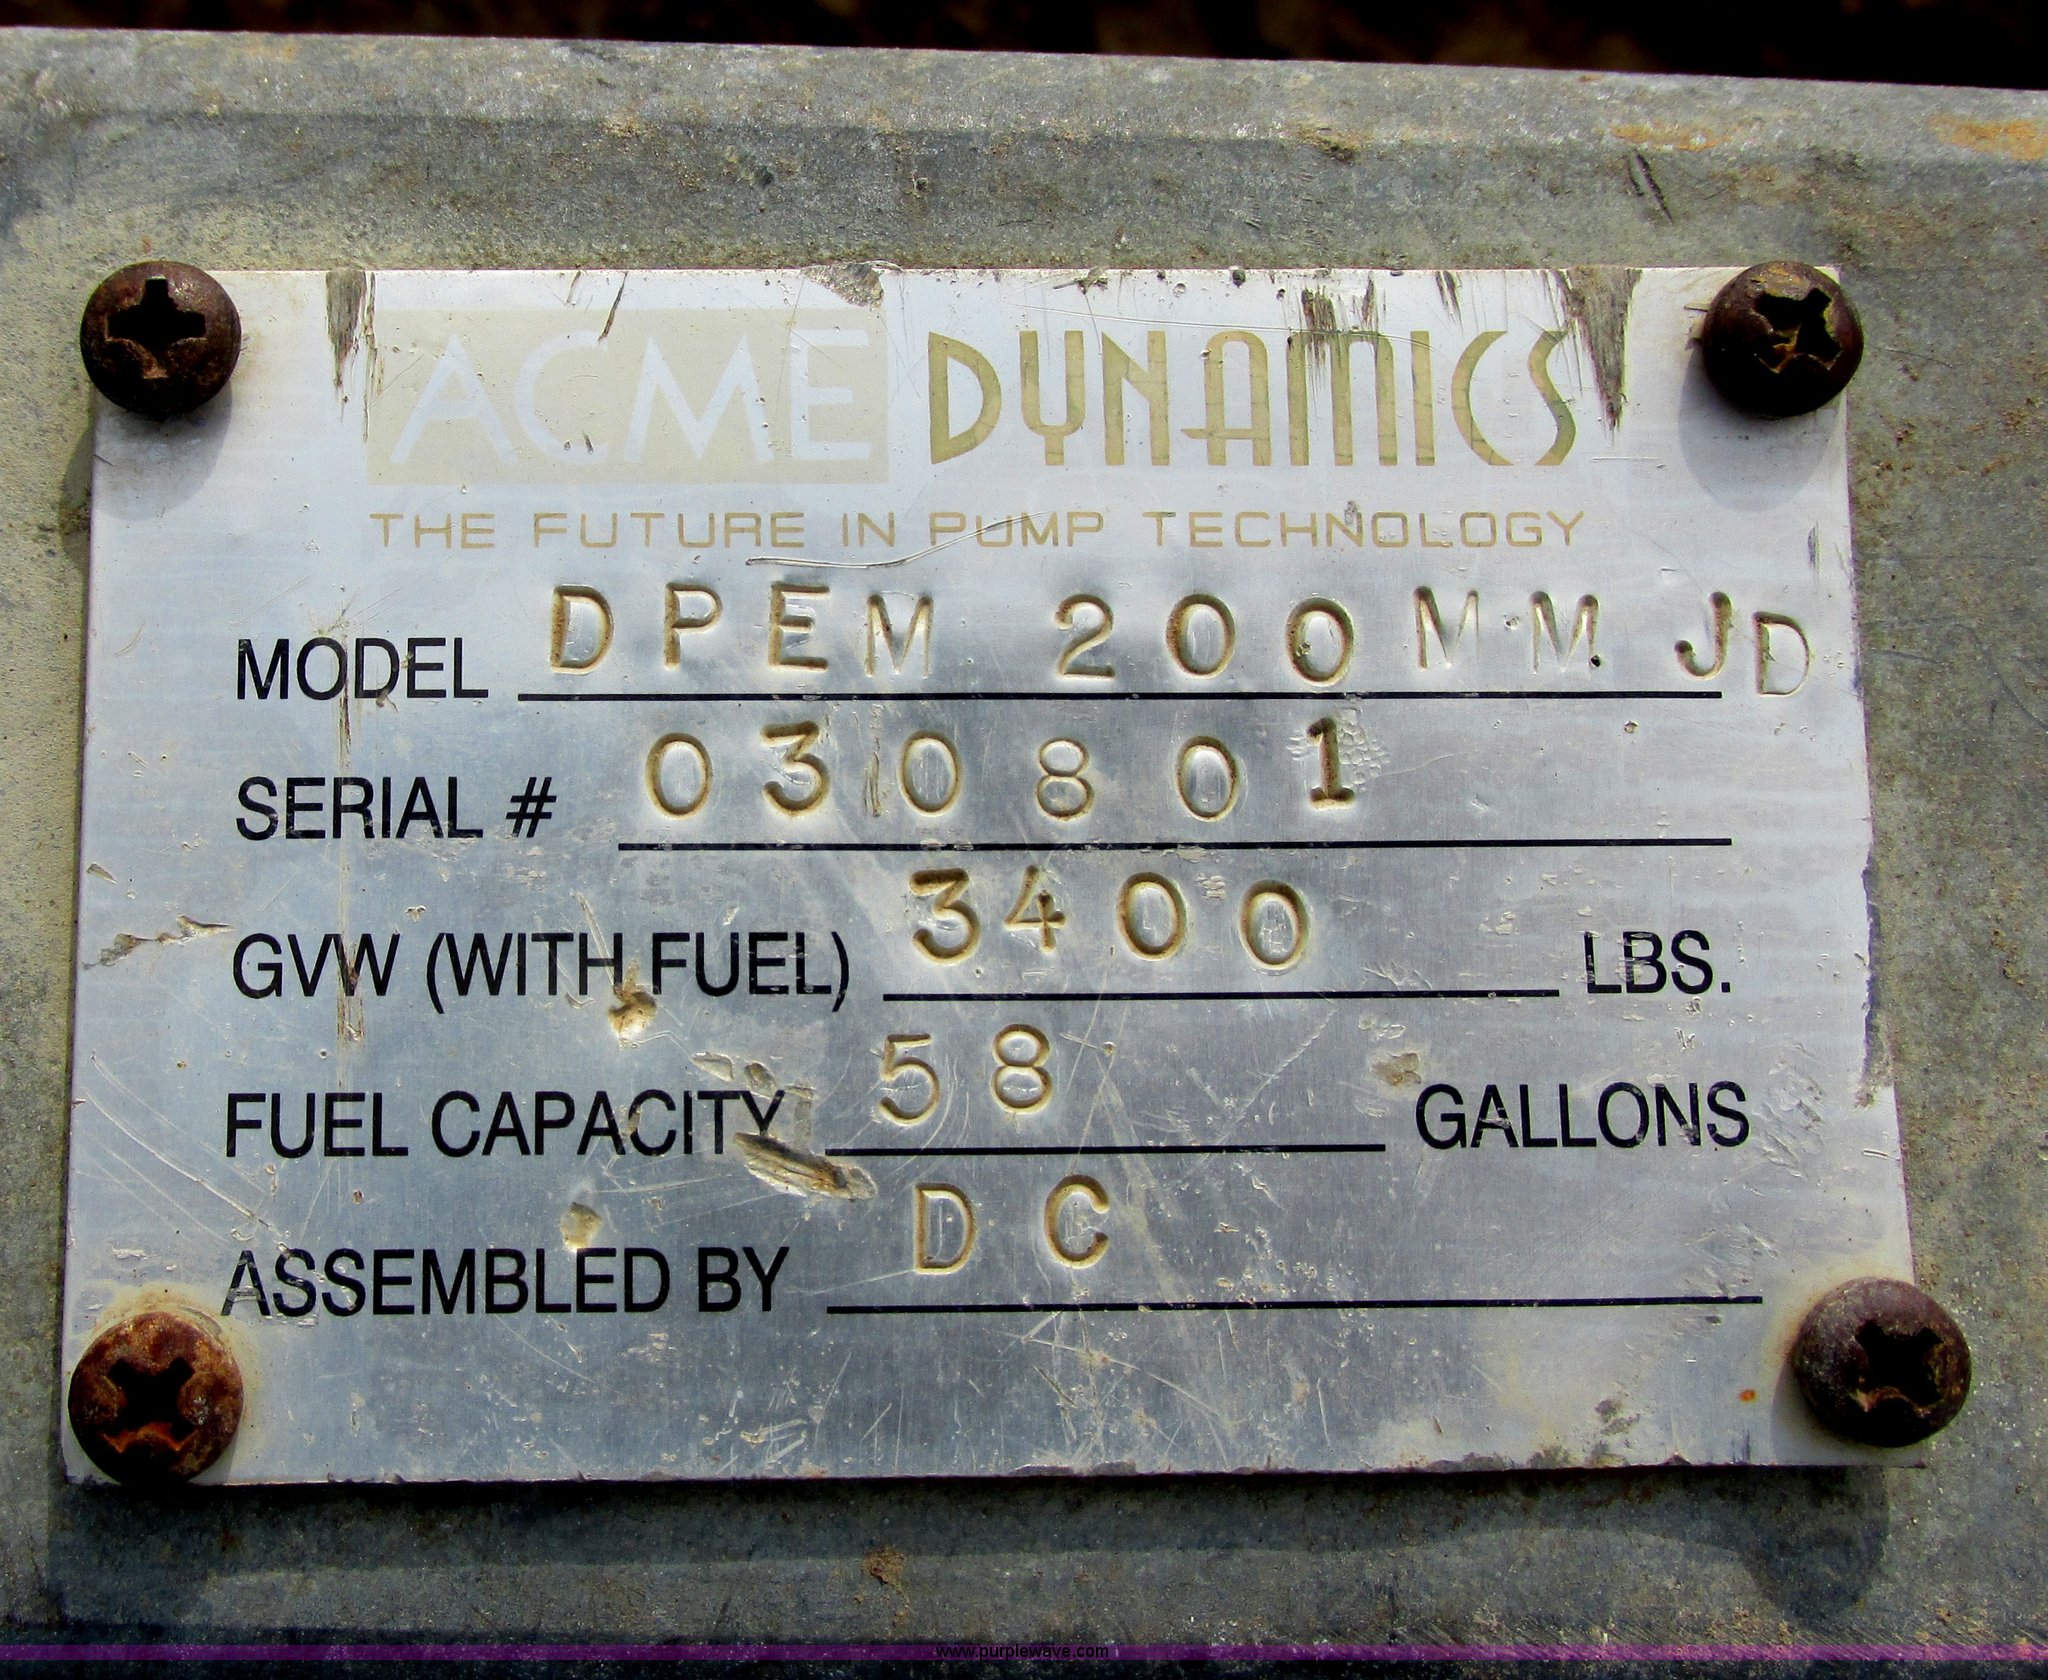 ACME DYNAMICS
THE FUTURE IN PUMP TECHNOLOGY
MODEL DPEM 200MM JD
SERIAL # 030801
GVW (WITH FUEL) 3400 LBS.
FUEL CAPACITY 58 GALLONS
ASSEMBLED BY DC
www.purplewave.com